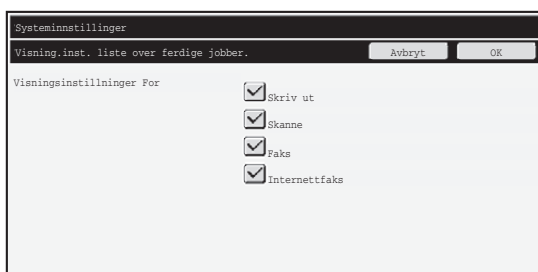 Systeminnstillinger
Visning.inst. liste over ferdige jobber. Avbryt OK
Visningsinstillninger For
Skriv ut
Skanne
Faks
Internettfaks